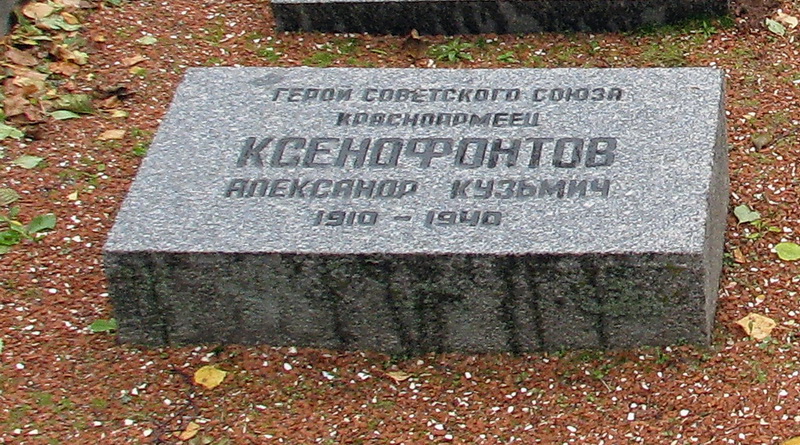 ГЕРОЙ СОВЕТСКОГО СОЮЗА
КРАСНОАРМЕЕЦ
КСЕНОФОНТОВ
АЛЕКСАНДР КУЗЬМИЧ
1910 – 1940